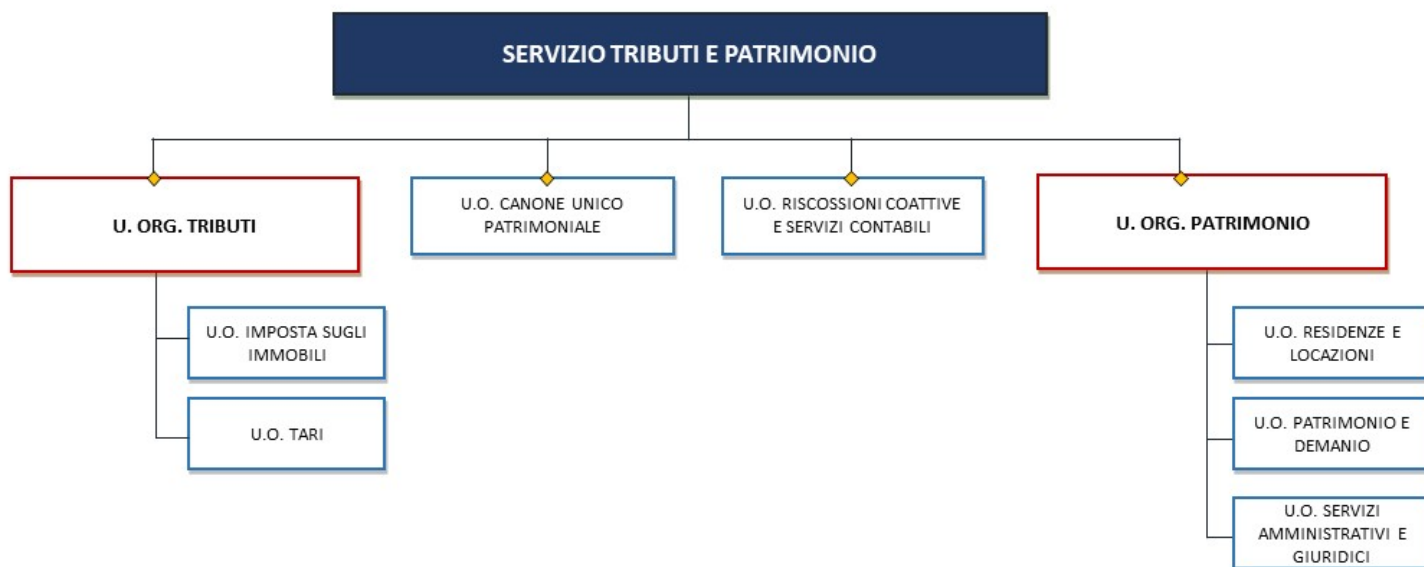 SERVIZIO TRIBUTI E PATRIMONIO
U. ORG. TRIBUTI
U.O. CANONE UNICO
PATRIMONIALE
U.O. RISCOSSIONI COATTIVE
E SERVIZI CONTABILI
U. ORG. PATRIMONIO
U.O. IMPOSTA SUGLI
IMMOBILI
U.O. TARI
U.O. RESIDENZE E
LOCAZIONI
U.O. PATRIMONIO E
DEMANIO
U.O. SERVIZI
AMMINISTRATIVI E
GIURIDICI